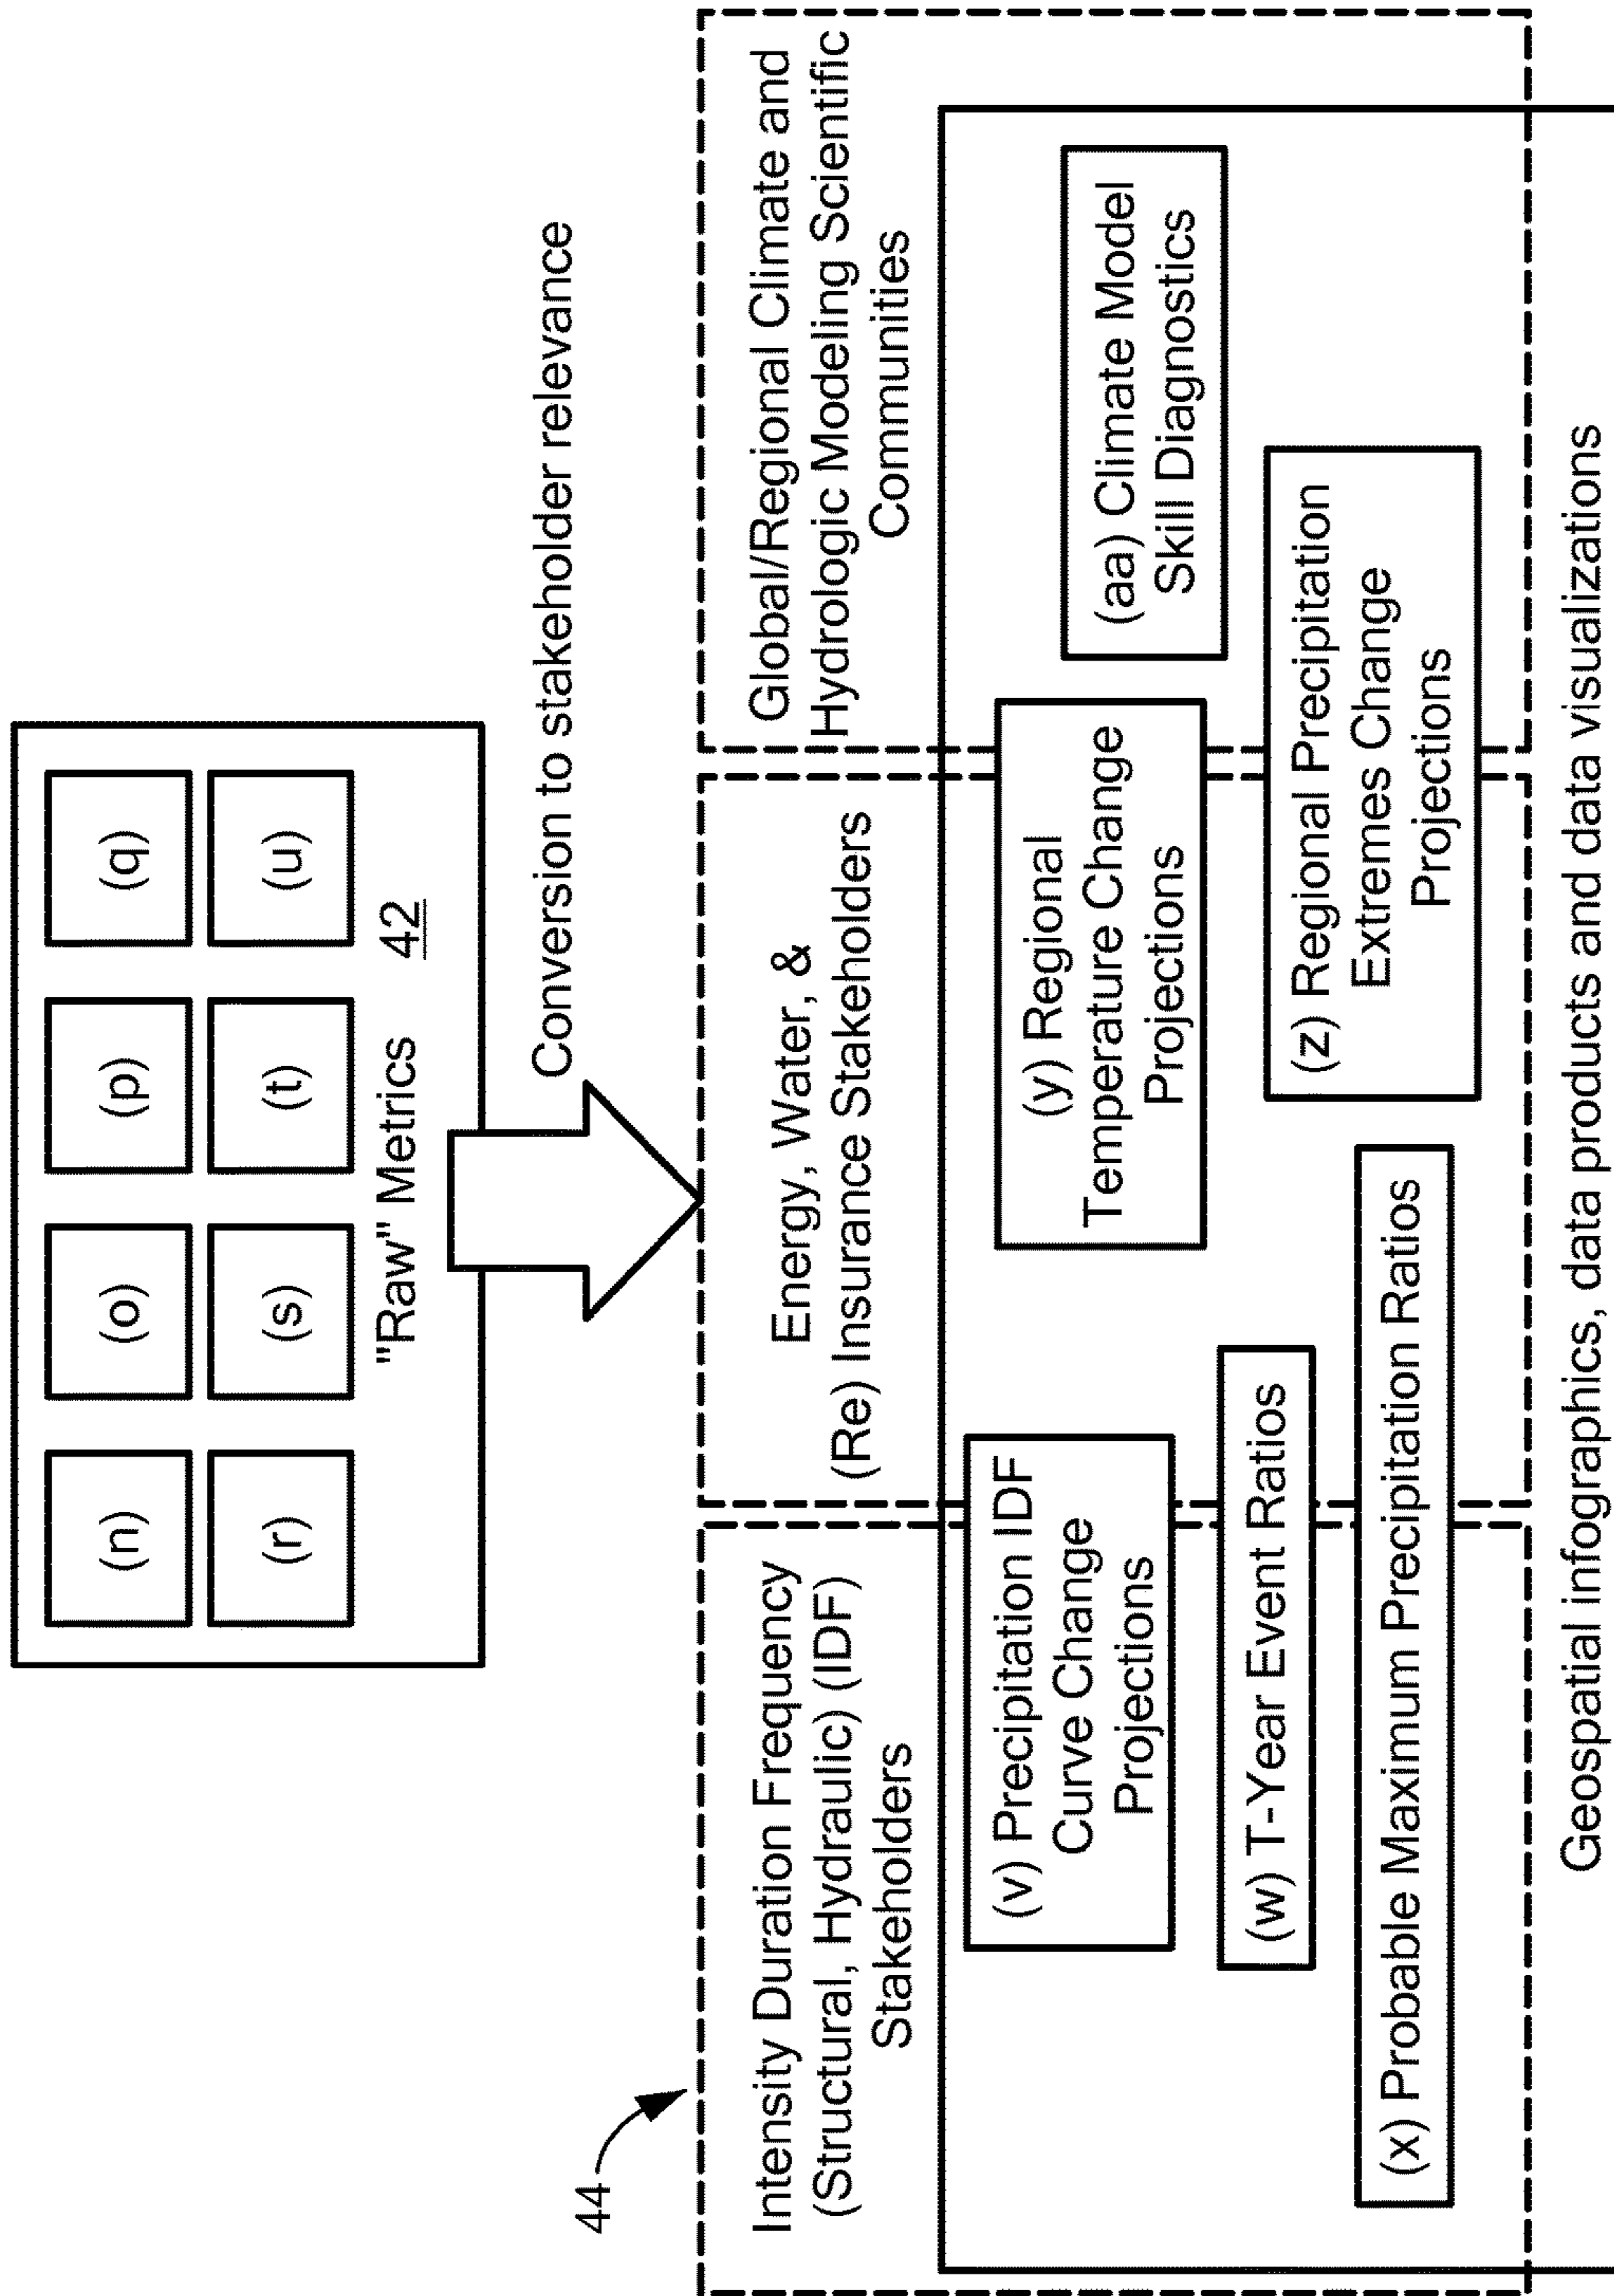 (n)
(o)
(p)
(q)
(r)
(s)
(t)
(u)
"Raw" Metrics
42
Conversion to stakeholder relevance
44
Intensity Duration Frequency
(Structural, Hydraulic) (IDF)
Stakeholders
Energy, Water, &
(Re) Insurance Stakeholders
Global/Regional Climate and
Hydrologic Modeling Scientific
Communities
(v) Precipitation IDF
Curve Change
Projections
(w) T-Year Event Ratios
(x) Probable Maximum Precipitation Ratios
(y) Regional
Temperature Change
Projections
(z) Regional Precipitation
Extremes Change
Projections
(aa) Climate Model
Skill Diagnostics
Geospatial infographics, data products and data visualizations